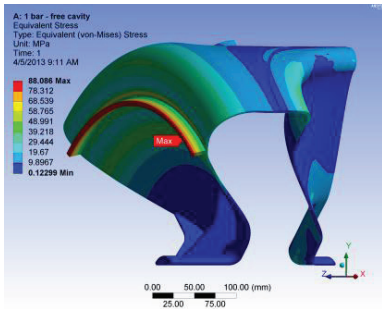 A: 1 bar - free cavity
Equivalent Stress
Type: Equivalent (von-Mises) Stress
Unit: MPa
Time: 1
4/5/2013 9:11 AM
88.086 Max
78.312
68.539
58.765
48.991
39.218
29.444
19.67
9.8967
0.12299 Min
Max
0.00 50.00 100.00 (mm)
25.00 75.00
Y
Z X